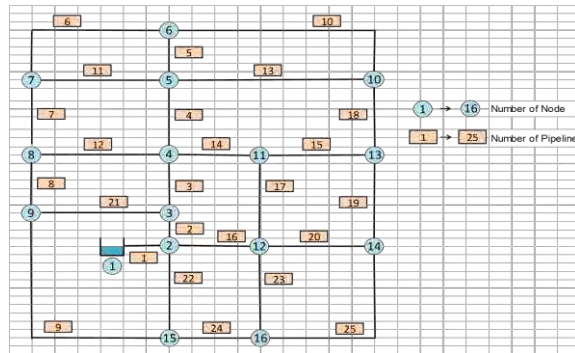 6 10
6
5
11 13
7 5 10
7 4 18
1 → 16 Number of Node
12 14 15
1 → 25 Number of Pipeline
8 4 11 13
8 3 17
21 19
9 3
2
16 20
2 12 14
1
1 22 23
9 24 25
15 16